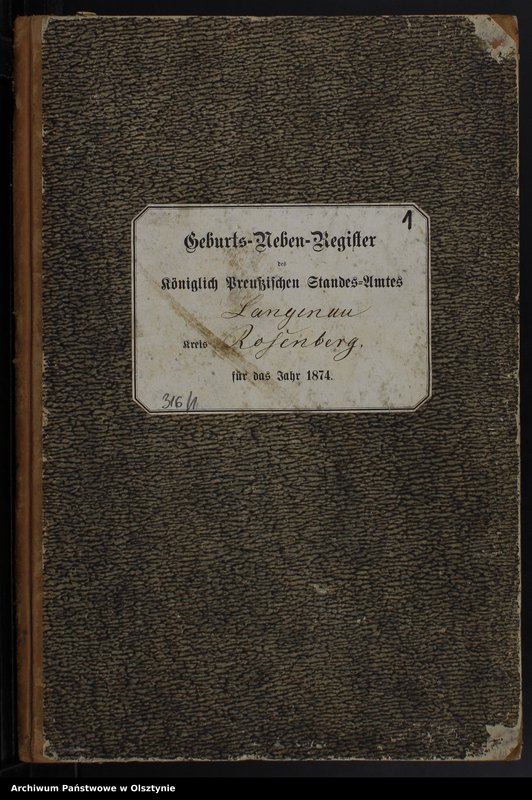 1
Geburts-Neben-Register
des
Königlich Preußischen Standes-Amtes
Langenau
Kreis Rosenberg.
für das Jahr 1874.
316/1
Archiwum Państwowe w Olsztynie